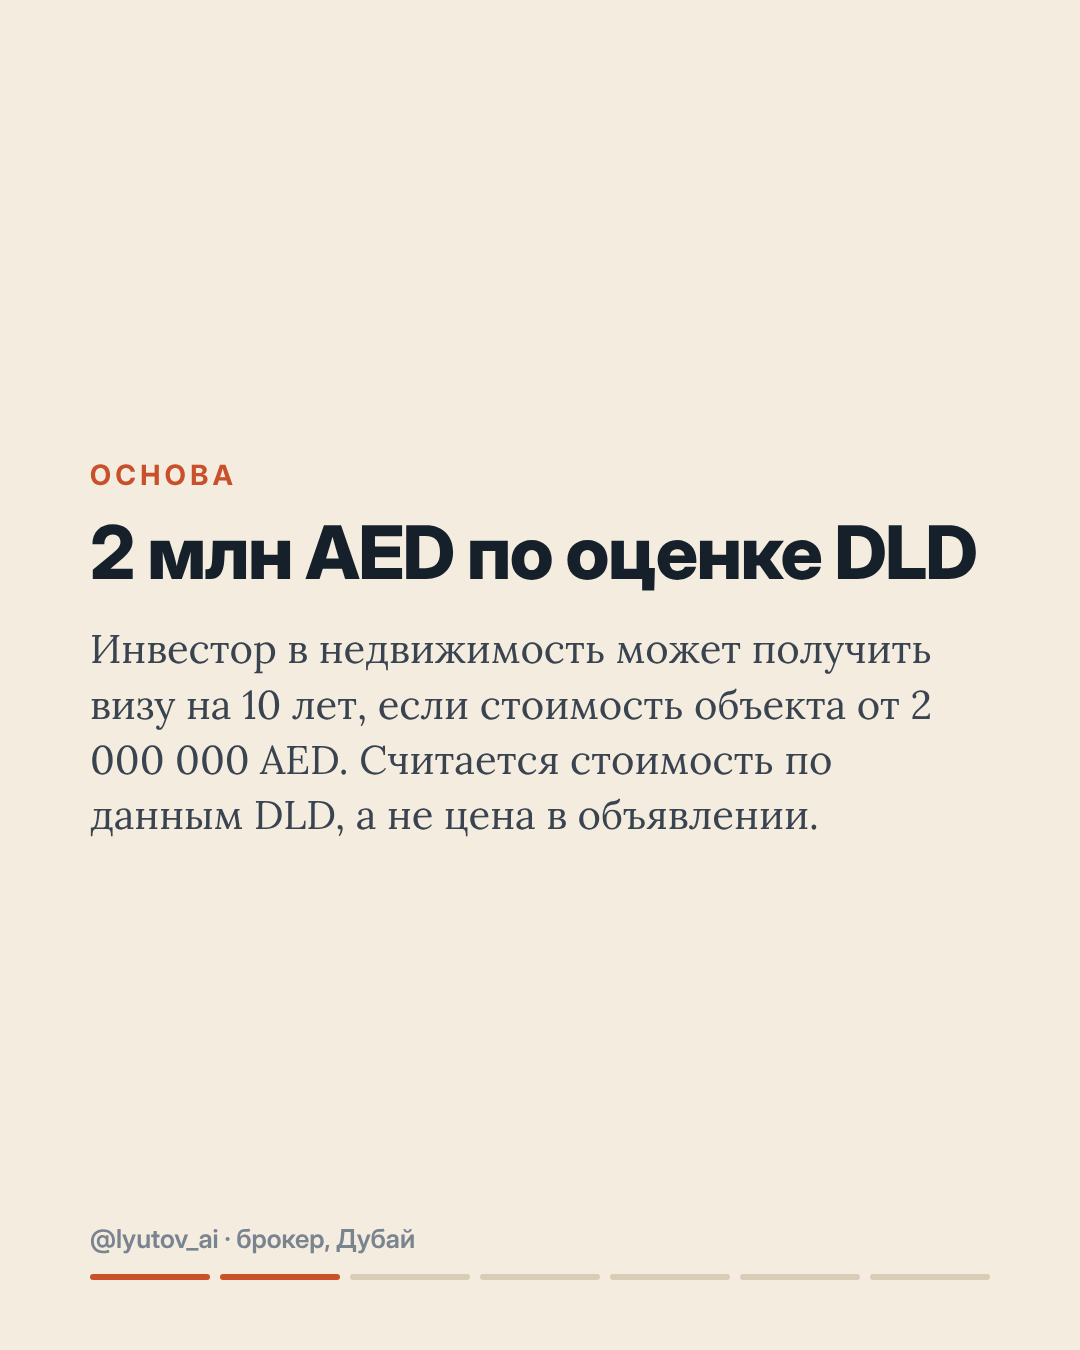 ОСНОВА
2 млн AED по оценке DLD
Инвестор в недвижимость может получить
визу на 10 лет, если стоимость объекта от 2
000 000 AED. Считается стоимость по
данным DLD, а не цена в объявлении.
@lyutov_ai · брокер, Дубай